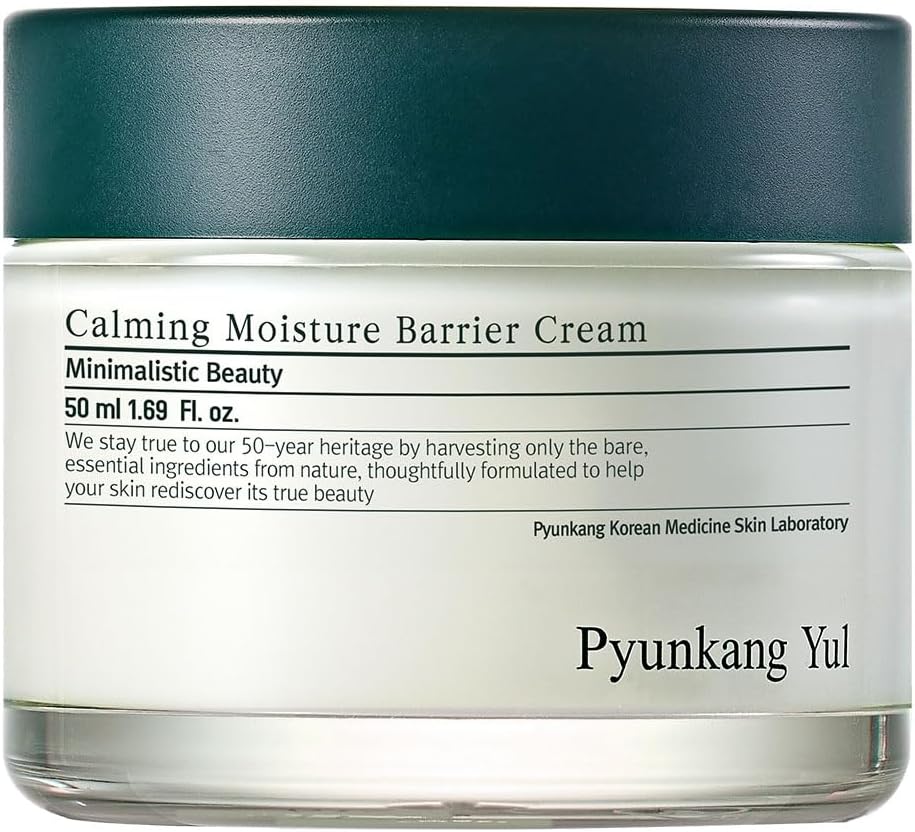 Calming Moisture Barrier Cream
Minimalistic Beauty
50 ml 1.69 Fl. oz.
We stay true to our 50-year heritage by harvesting only the bare,
essential ingredients from nature, thoughtfully formulated to help
your skin rediscover its true beauty
Pyunkang Korean Medicine Skin Laboratory
Pyunkang Yul